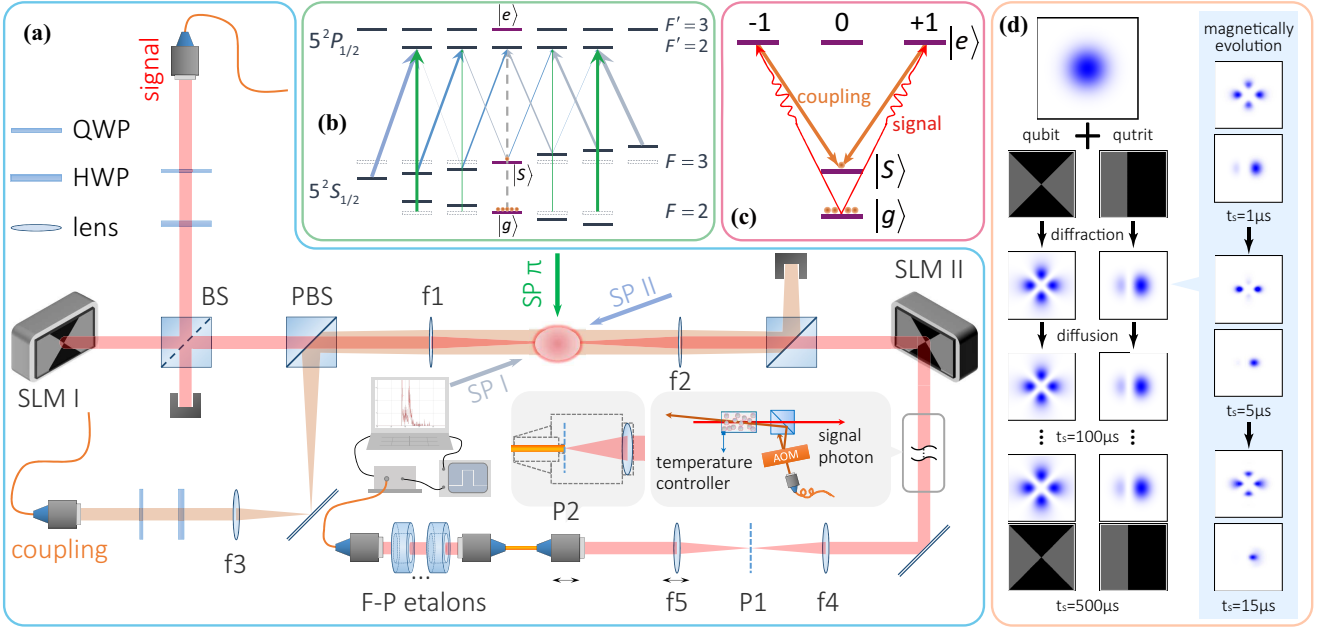 (a)
signal
QWP
HWP
lens
BS
PBS
f1
SP π
SP II
SP I
f2
SLM I
SLM II
coupling
f3
temperature
controller
signal
photon
AOM
P2
F-P etalons
...
f5
P1
f4
(b)
5²P₁/₂
|e⟩
F′ = 3
F′ = 2
5²S₁/₂
|s⟩
F = 3
|g⟩
F = 2
(c)
-1 0 +1
|e⟩
coupling
signal
|s⟩
|g⟩
(d)
qubit + qutrit
diffraction
diffusion
tₛ=100μs
tₛ=500μs
magnetically
evolution
tₛ=1μs
tₛ=5μs
tₛ=15μs